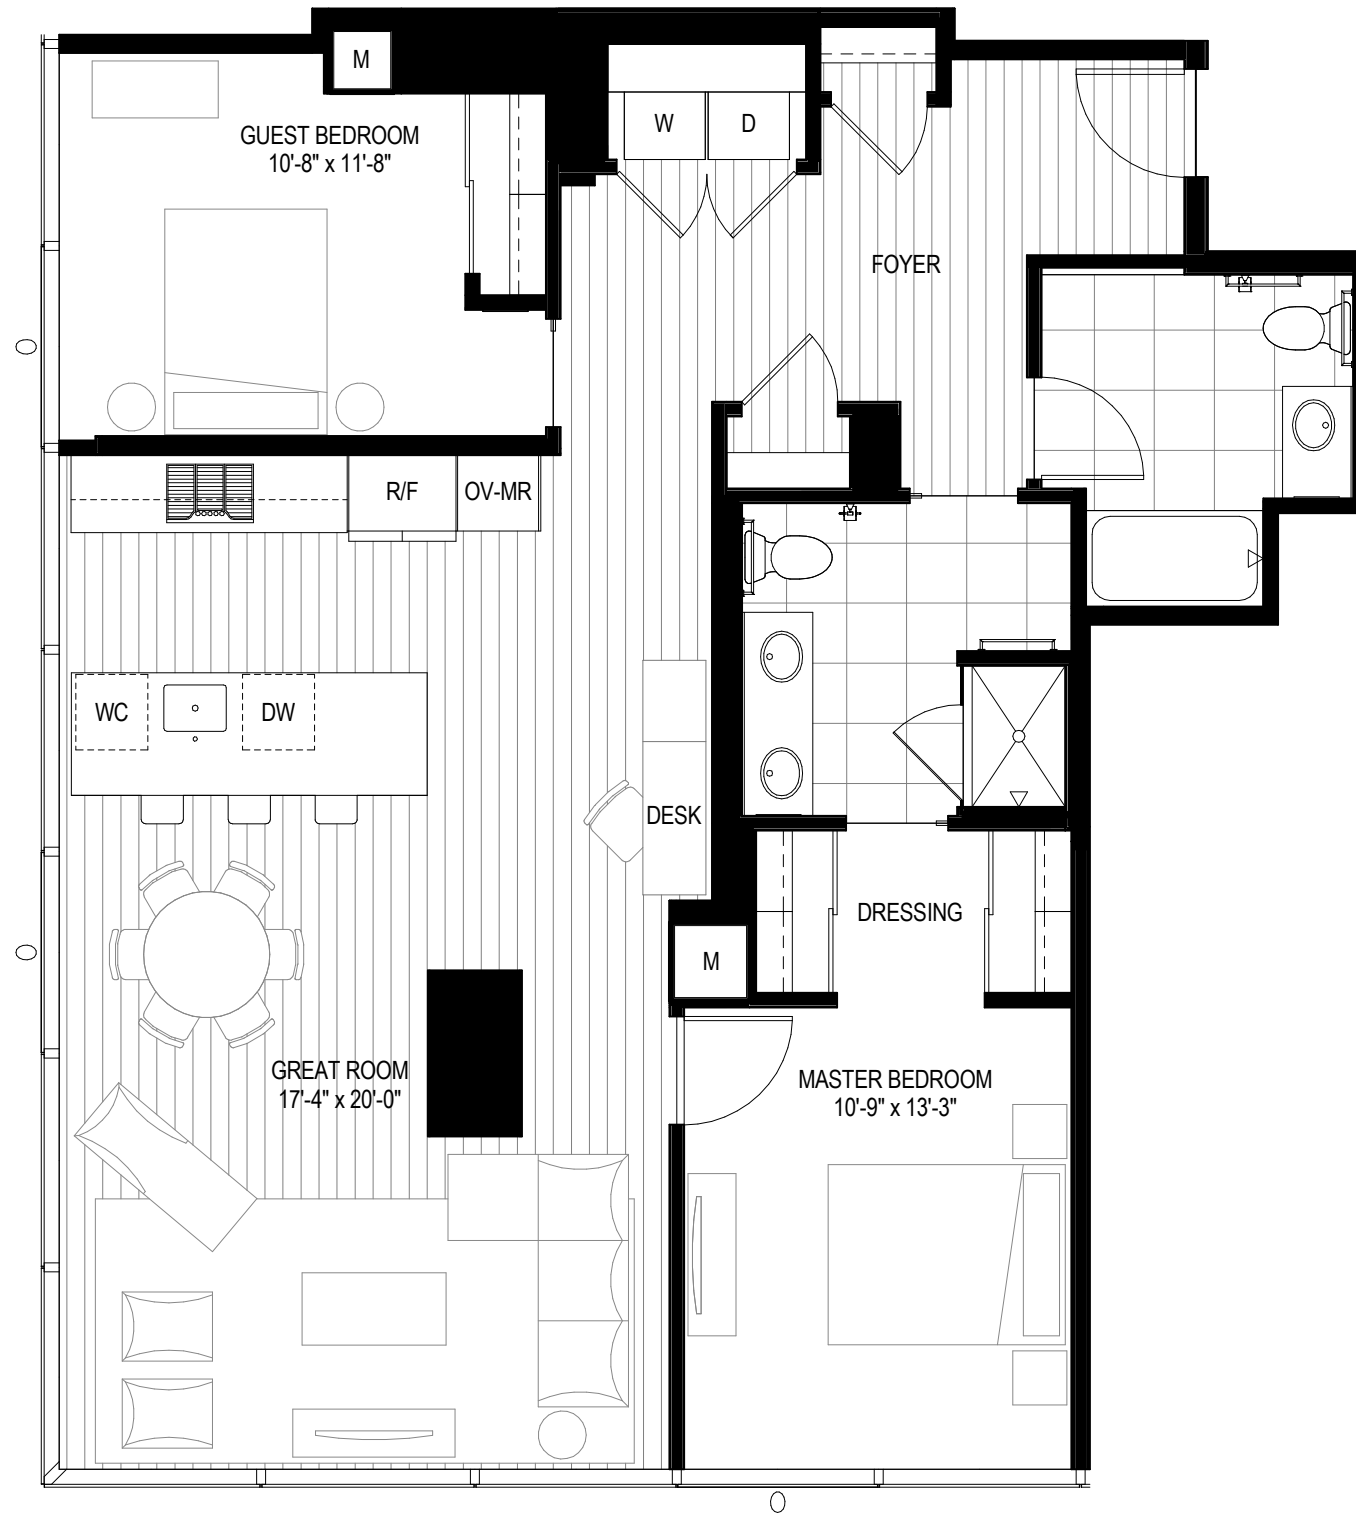 M
W
D
GUEST BEDROOM
10'-8" x 11'-8"
FOYER
R/F
OV-MR
WC
DW
DESK
DRESSING
M
GREAT ROOM
17'-4" x 20'-0"
MASTER BEDROOM
10'-9" x 13'-3"